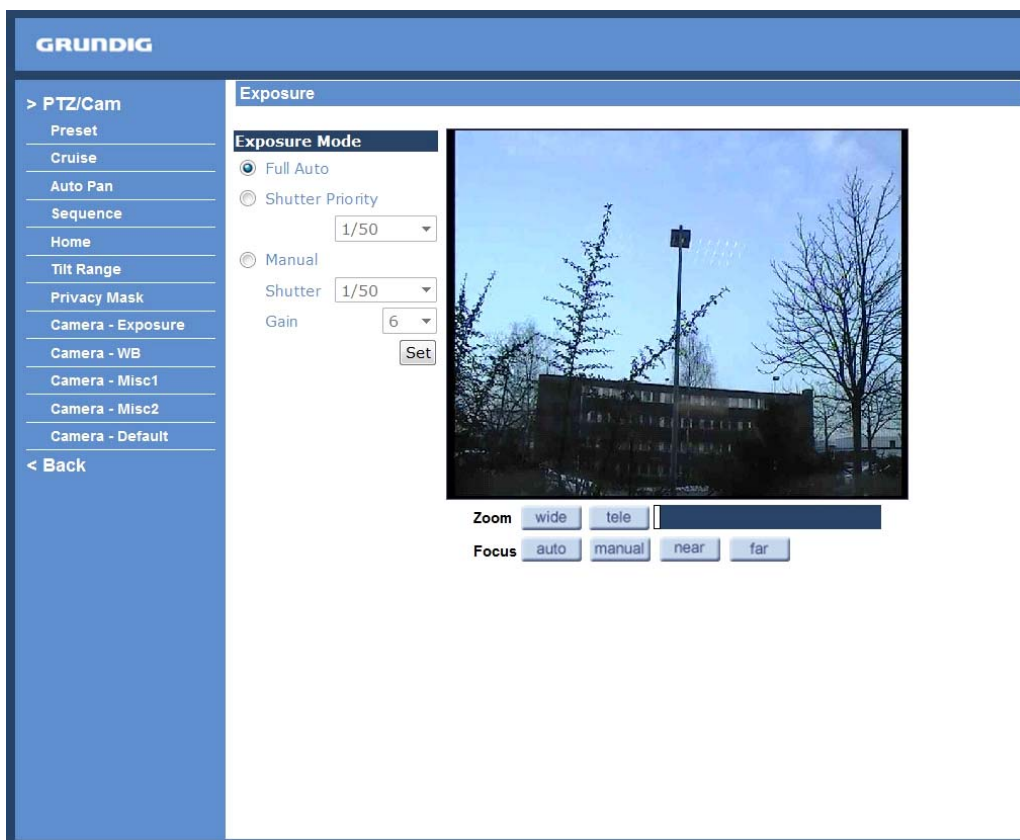 GRUNDIG
> PTZ/Cam
Preset
Cruise
Auto Pan
Sequence
Home
Tilt Range
Privacy Mask
Camera - Exposure
Camera - WB
Camera - Misc1
Camera - Misc2
Camera - Default
< Back
Exposure
Exposure Mode
Full Auto
Shutter Priority
1/50
Manual
Shutter 1/50
Gain 6
Set
Zoom wide tele
Focus auto manual near far